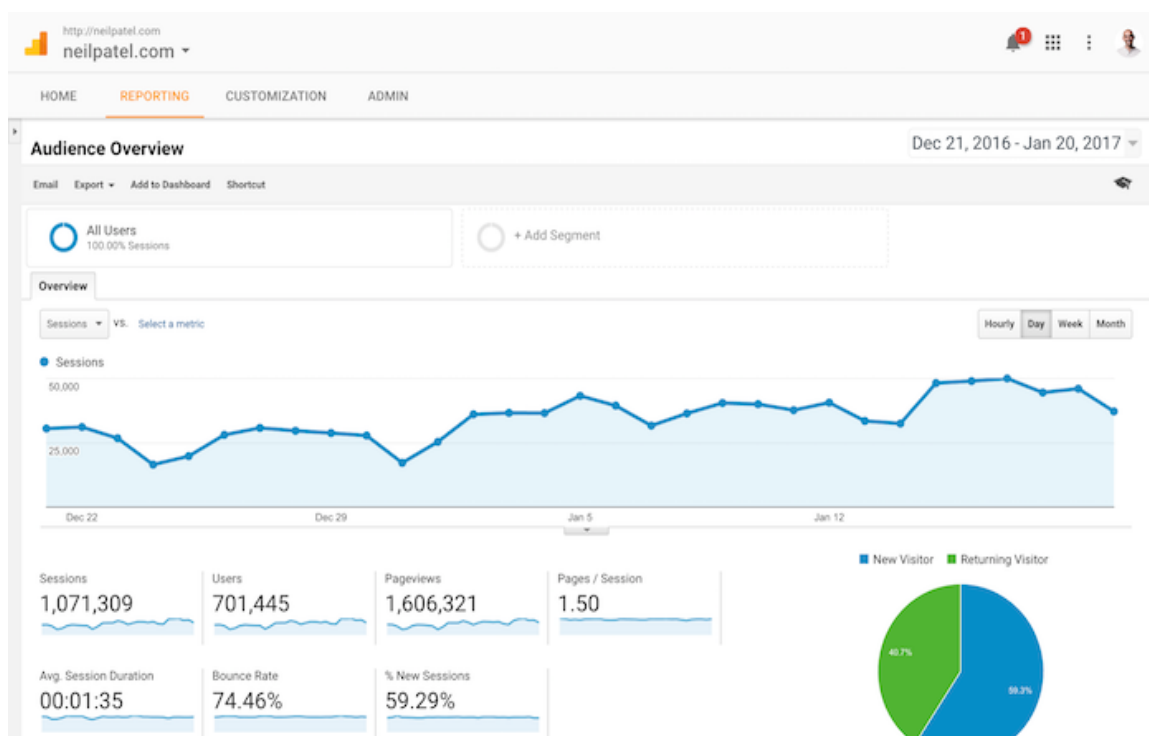 http://neilpatel.com
neilpatel.com
1
HOME REPORTING CUSTOMIZATION ADMIN
Audience Overview
Dec 21, 2016 - Jan 20, 2017
Email Export Add to Dashboard Shortcut
All Users
100.00% Sessions
+ Add Segment
Overview
Sessions VS. Select a metric
Hourly Day Week Month
Sessions
50,000
25,000
Dec 22 Dec 29 Jan 5 Jan 12
New Visitor Returning Visitor
Sessions Users Pageviews Pages / Session
1,071,309 701,445 1,606,321 1.50
40.7%
59.3%
Avg. Session Duration Bounce Rate % New Sessions
00:01:35 74.46% 59.29%